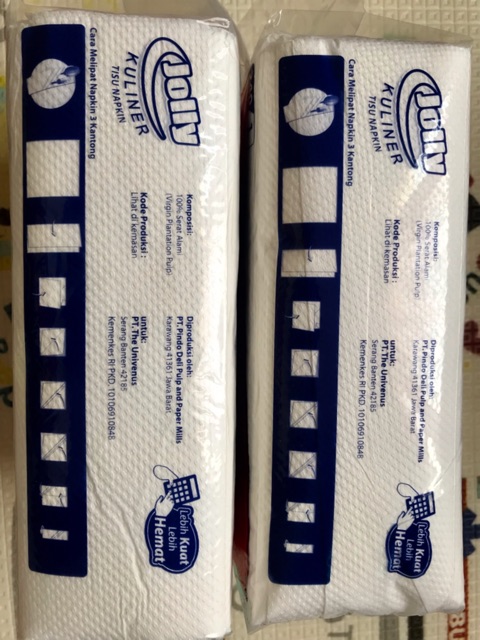 Jolly
KULINER
TISU NAPKIN
Cara Melipat Napkin 3 Kantong
Komposisi:
100% Serat Alami
(Virgin Plantation Pulp)
Kode Produksi :
Lihat di kemasan
Diproduksi oleh:
PT. Pindo Deli Pulp and Paper Mills
Karawang 41361 Jawa Barat
untuk:
PT. The Univenus
Serang Banten 42185
Kemenkes RI PKD. 10106910848
Lebih Kuat
Lebih
Hemat
Jolly
KULINER
TISU NAPKIN
Cara Melipat Napkin 3 Kantong
Komposisi:
100% Serat Alami
(Virgin Plantation Pulp)
Kode Produksi :
Lihat di kemasan
Diproduksi oleh:
PT. Pindo Deli Pulp and Paper Mills
Karawang 41361 Jawa Barat
untuk:
PT. The Univenus
Serang Banten 42185
Kemenkes RI PKD. 10106910848
Lebih Kuat
Lebih
Hemat